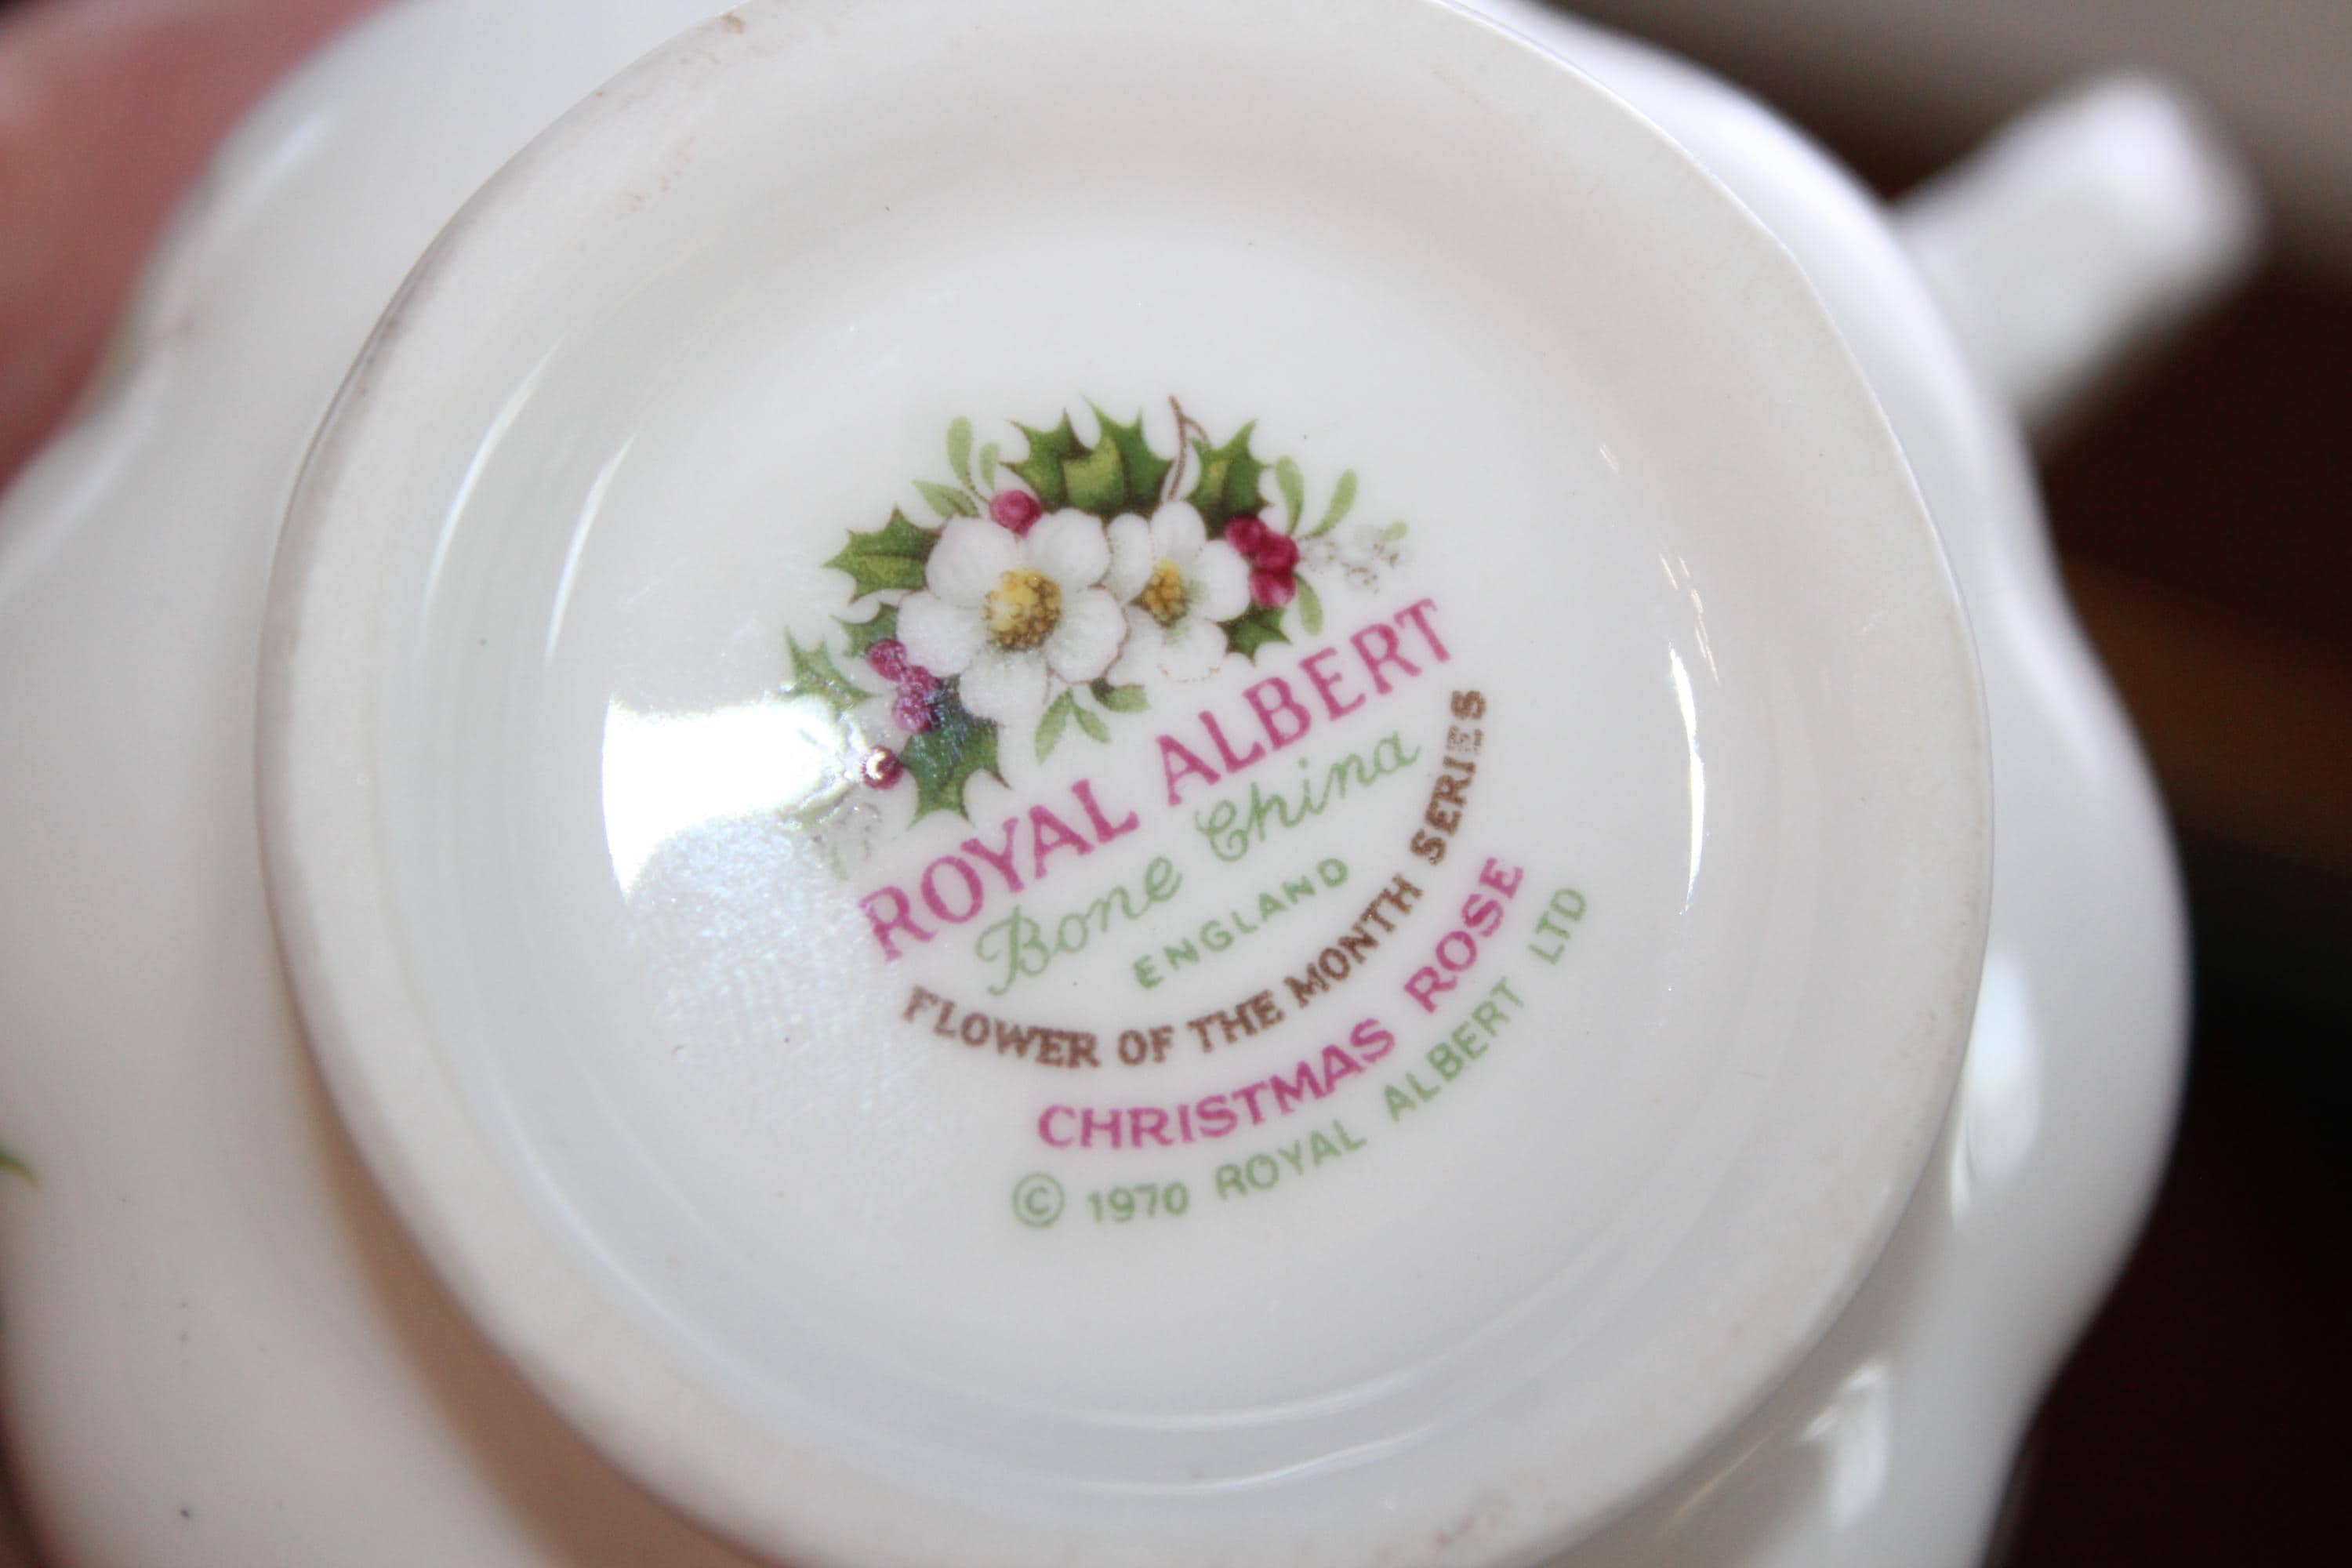 ROYAL ALBERT
Bone China
ENGLAND
FLOWER OF THE MONTH SERIES
CHRISTMAS ROSE
© 1970 ROYAL ALBERT LTD